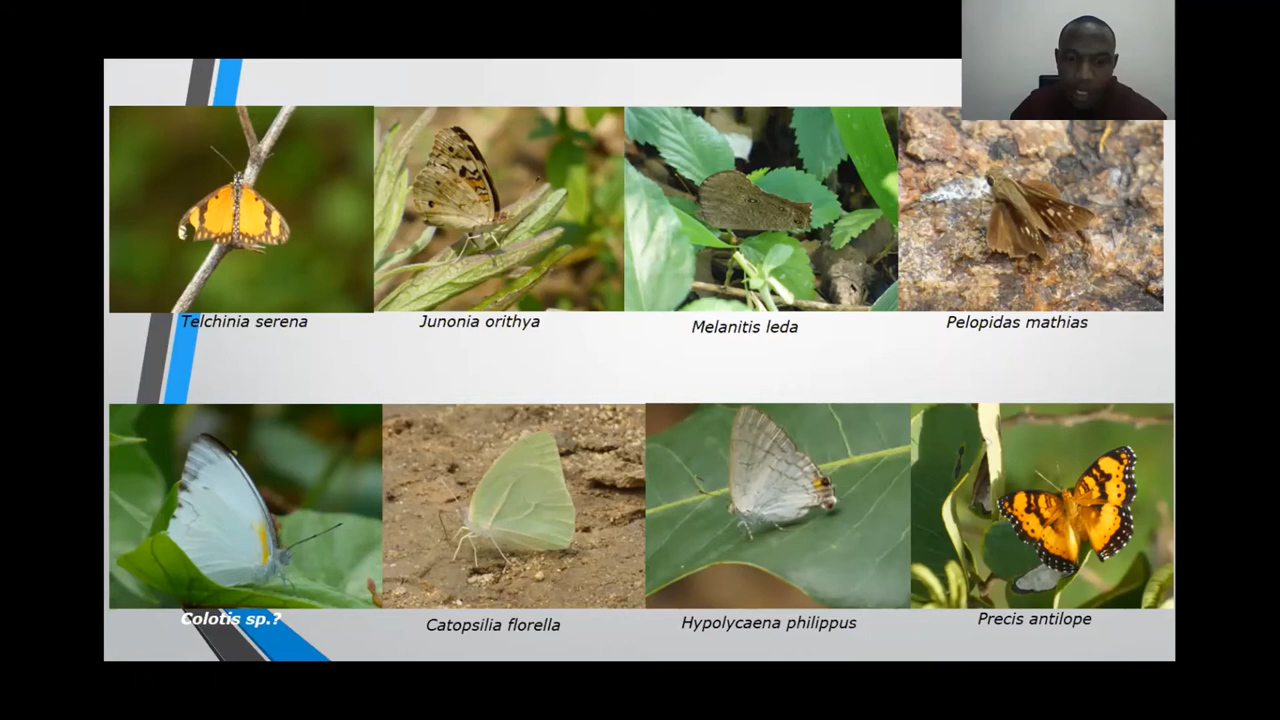 Telchinia serena
Junonia orithya
Melanitis leda
Pelopidas mathias
Colotis sp.?
Catopsilia florella
Hypolycaena philippus
Precis antilope